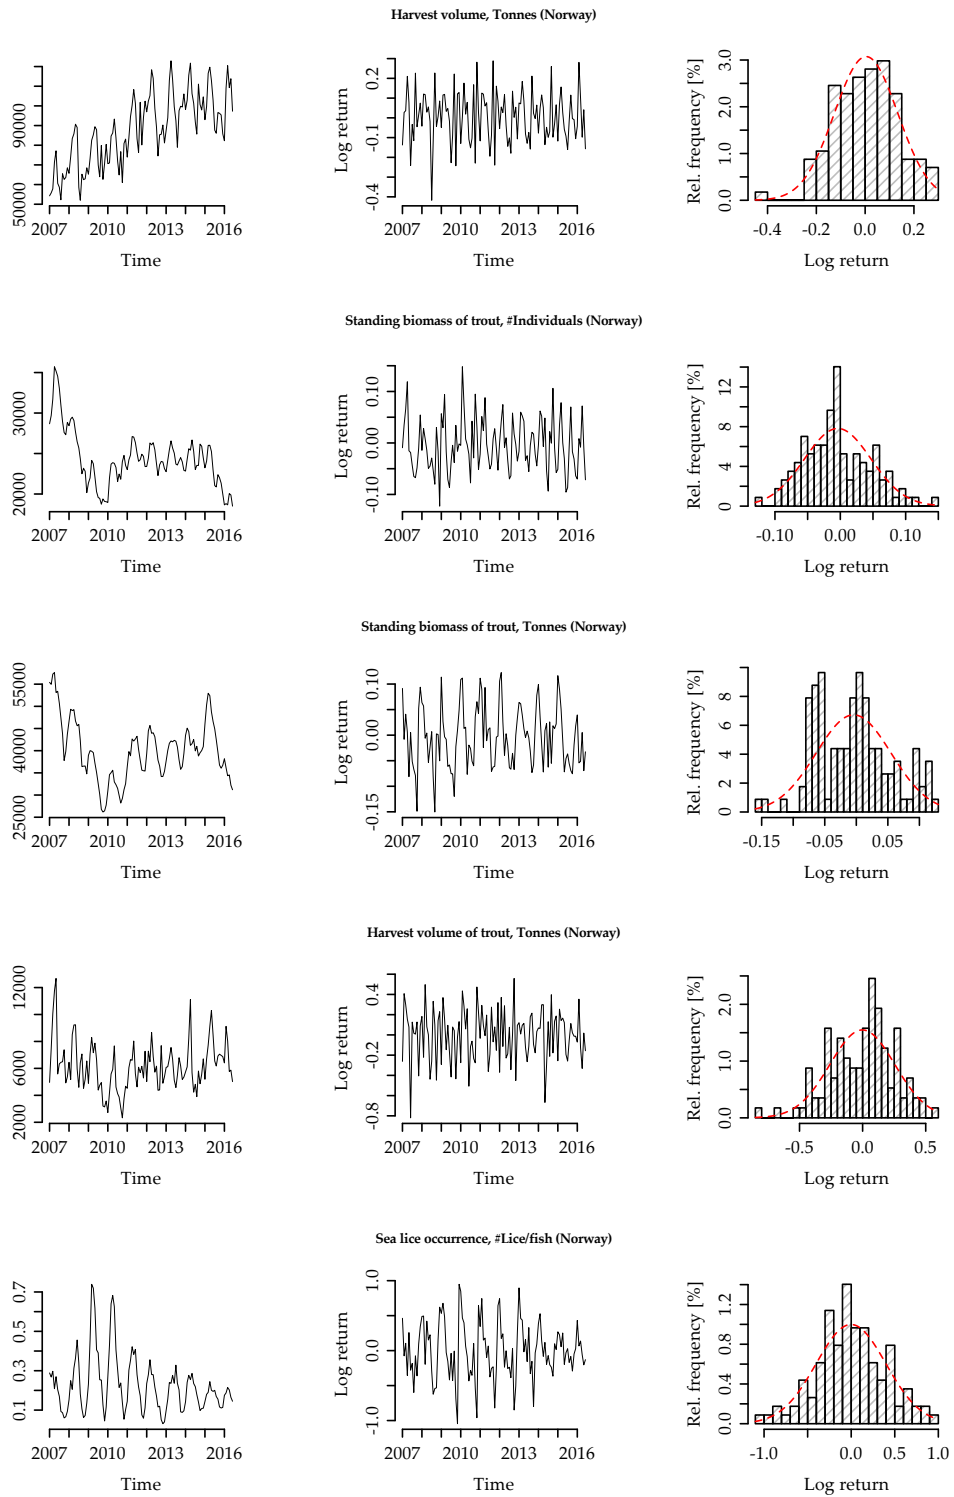 Harvest volume, Tonnes (Norway)
50000 90000
2007 2010 2013 2016
Time
Log return
-0.4 -0.1 0.2
2007 2010 2013 2016
Time
Rel. frequency [%]
0.0 1.0 2.0 3.0
-0.4 -0.2 0.0 0.2
Log return
Standing biomass of trout, #Individuals (Norway)
20000 30000
2007 2010 2013 2016
Time
Log return
-0.10 0.00 0.10
2007 2010 2013 2016
Time
Rel. frequency [%]
0 4 8 12
-0.10 0.00 0.10
Log return
Standing biomass of trout, Tonnes (Norway)
25000 40000 55000
2007 2010 2013 2016
Time
Log return
-0.15 0.00 0.10
2007 2010 2013 2016
Time
Rel. frequency [%]
0 2 4 6 8
-0.15 -0.05 0.05
Log return
Harvest volume of trout, Tonnes (Norway)
2000 6000 12000
2007 2010 2013 2016
Time
Log return
-0.8 -0.2 0.4
2007 2010 2013 2016
Time
Rel. frequency [%]
0.0 1.0 2.0
-0.5 0.0 0.5
Log return
Sea lice occurrence, #Lice/fish (Norway)
0.1 0.3 0.5 0.7
2007 2010 2013 2016
Time
Log return
-1.0 0.0 1.0
2007 2010 2013 2016
Time
Rel. frequency [%]
0.0 0.4 0.8 1.2
-1.0 0.0 0.5 1.0
Log return